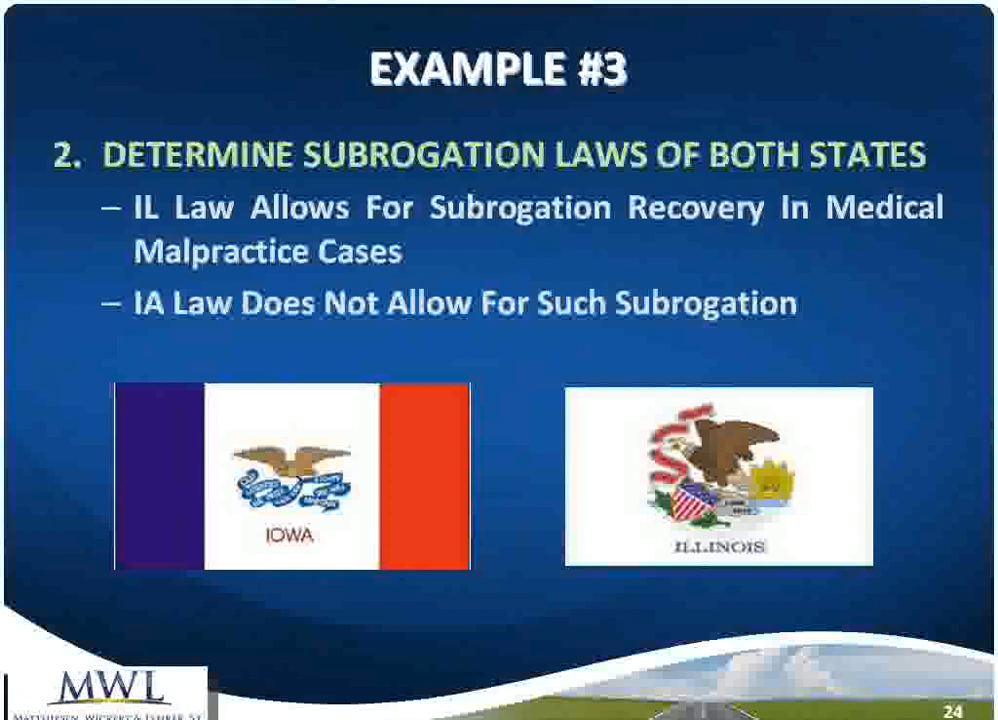 EXAMPLE #3
2. DETERMINE SUBROGATION LAWS OF BOTH STATES
– IL Law Allows For Subrogation Recovery In Medical
Malpractice Cases
– IA Law Does Not Allow For Such Subrogation
IOWA
ILLINOIS
MWL
24